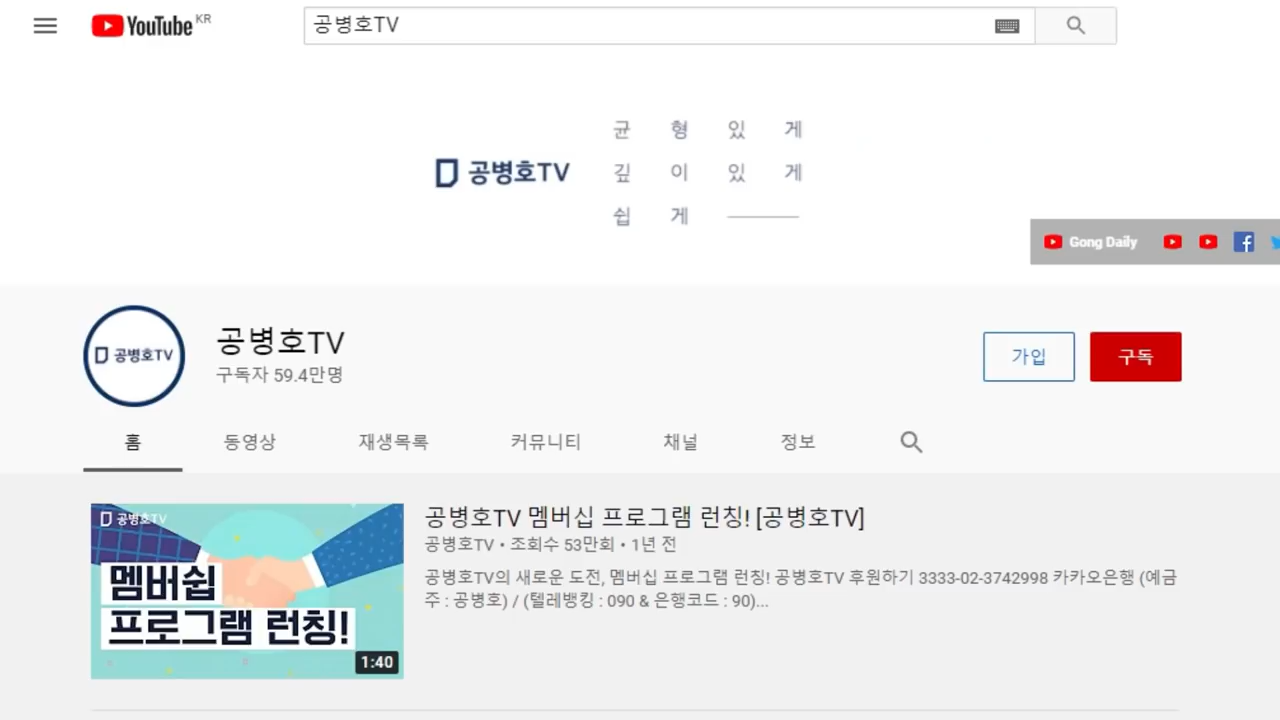 YouTube KR
공병호TV
균 형 있 게
공병호TV
깊 이 있 게
쉽 게
Gong Daily
공병호TV
공병호TV
구독자 59.4만명
가입
구독
홈
동영상
재생목록
커뮤니티
채널
정보
공병호TV
멤버쉽
프로그램 런칭!
1:40
공병호TV 멤버십 프로그램 런칭! [공병호TV]
공병호TV • 조회수 53만회 • 1년 전
공병호TV의 새로운 도전, 멤버십 프로그램 런칭! 공병호TV 후원하기 3333-02-3742998 카카오은행 (예금
주 : 공병호) / (텔레뱅킹 : 090 & 은행코드 : 90)...